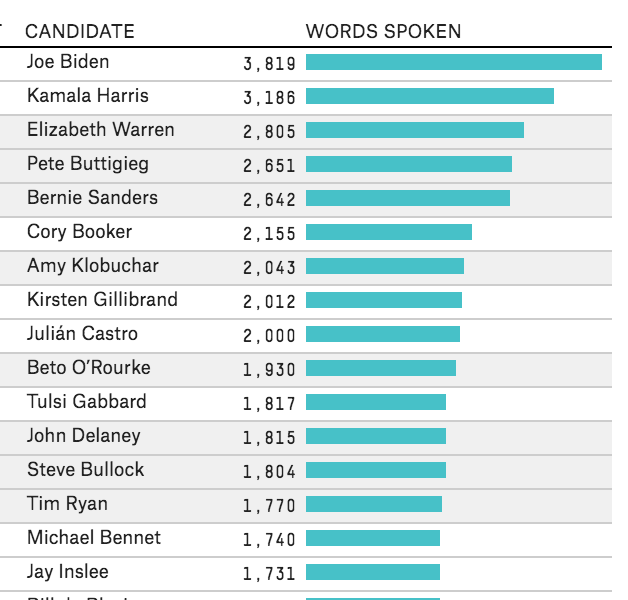 CANDIDATE WORDS SPOKEN
Joe Biden 3,819
Kamala Harris 3,186
Elizabeth Warren 2,805
Pete Buttigieg 2,651
Bernie Sanders 2,642
Cory Booker 2,155
Amy Klobuchar 2,043
Kirsten Gillibrand 2,012
Julián Castro 2,000
Beto O’Rourke 1,930
Tulsi Gabbard 1,817
John Delaney 1,815
Steve Bullock 1,804
Tim Ryan 1,770
Michael Bennet 1,740
Jay Inslee 1,731